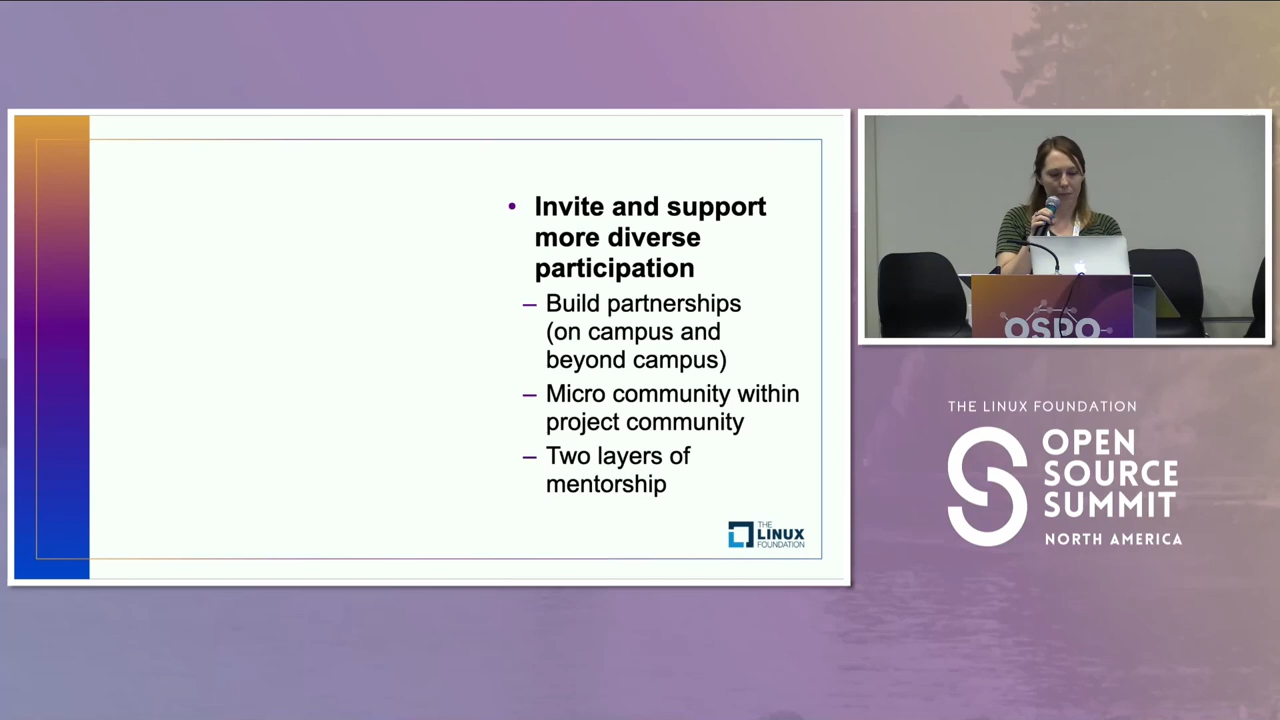 • Invite and support
more diverse
participation
– Build partnerships
(on campus and
beyond campus)
– Micro community within
project community
– Two layers of
mentorship
THE
LINUX
FOUNDATION
OSPO
THE LINUX FOUNDATION
OPEN
SOURCE
SUMMIT
NORTH AMERICA